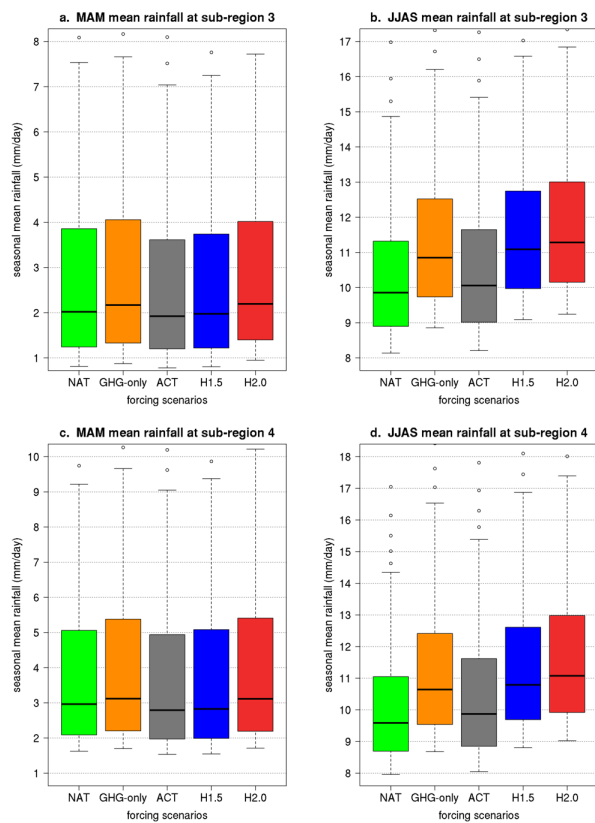 a. MAM mean rainfall at sub-region 3
seasonal mean rainfall (mm/day)
8
7
6
5
4
3
2
1
NAT GHG-only ACT H1.5 H2.0
forcing scenarios
b. JJAS mean rainfall at sub-region 3
seasonal mean rainfall (mm/day)
17
16
15
14
13
12
11
10
9
8
NAT GHG-only ACT H1.5 H2.0
forcing scenarios
c. MAM mean rainfall at sub-region 4
seasonal mean rainfall (mm/day)
10
9
8
7
6
5
4
3
2
1
NAT GHG-only ACT H1.5 H2.0
forcing scenarios
d. JJAS mean rainfall at sub-region 4
seasonal mean rainfall (mm/day)
18
17
16
15
14
13
12
11
10
9
8
NAT GHG-only ACT H1.5 H2.0
forcing scenarios